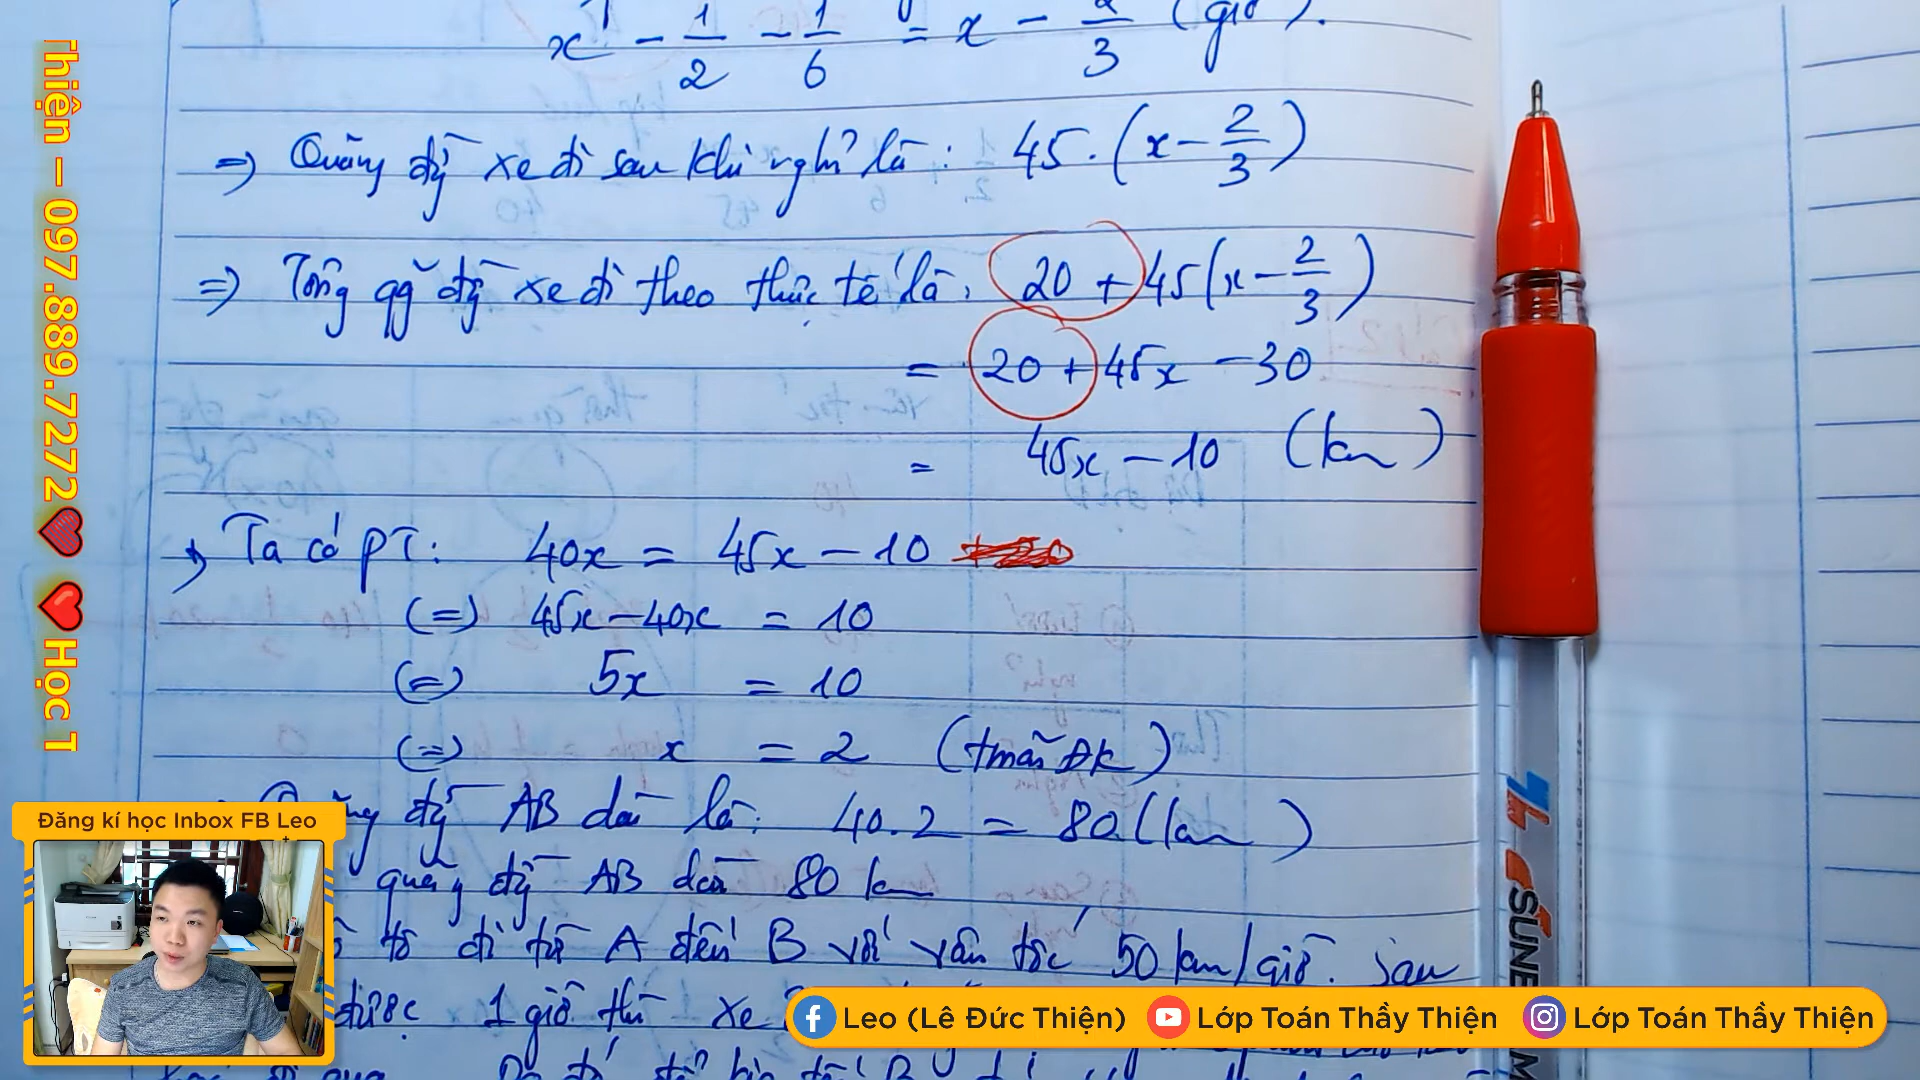 x - 1/2 - 1/6 = x - 2/3 (giờ).
=> Quãng đg xe đi sau khi nghỉ là: 45.(x - 2/3)
=> Tổng qg đg xe đi theo thực tế là: 20 + 45(x - 2/3)
= 20 + 45x - 30
= 45x - 10 (km)
→ Ta có PT: 40x = 45x - 10
(=) 45x - 40x = 10
(=) 5x = 10
(=) x = 2 (tmãn ĐK)
đg AB dài là: 40.2 = 80 (km)
quãng đg AB dài 80 km
tô đi từ A đến B với vận tốc 50 km/giờ. Sau
được 1 giờ thì xe
hiện – 097.889.7272 Học T
Đăng kí học Inbox FB Leo
Leo (Lê Đức Thiện) Lớp Toán Thầy Thiện Lớp Toán Thầy Thiện
SUNE